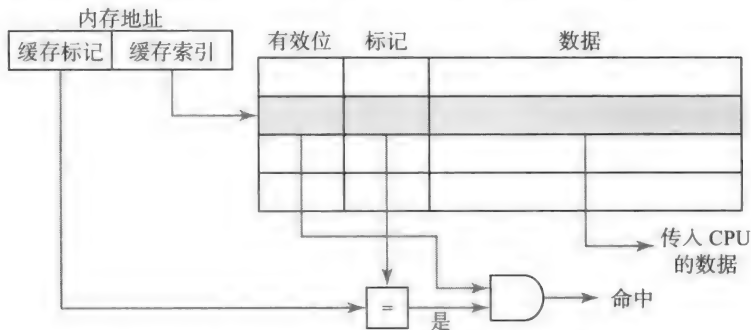 内存地址
缓存标记 缓存索引
有效位 标记 数据
传入 CPU
的数据
=
是
命中